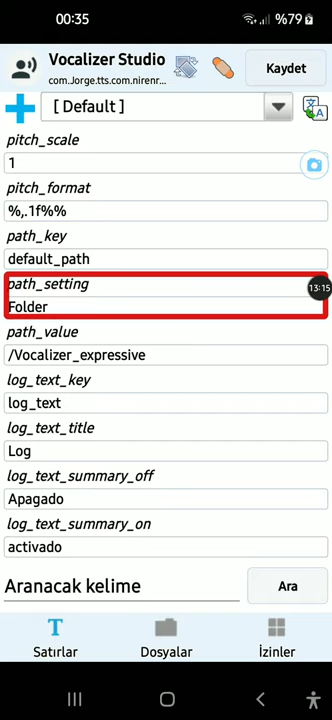 00:35
%79
Vocalizer Studio
com.Jorge.tts.com.nirenr...
Kaydet
[ Default ]
pitch_scale
1
pitch_format
%,.1f%%
path_key
default_path
path_setting
13:15
Folder
path_value
/Vocalizer_expressive
log_text_key
log_text
log_text_title
Log
log_text_summary_off
Apagado
log_text_summary_on
activado
Aranacak kelime
Ara
Satırlar
Dosyalar
İzinler